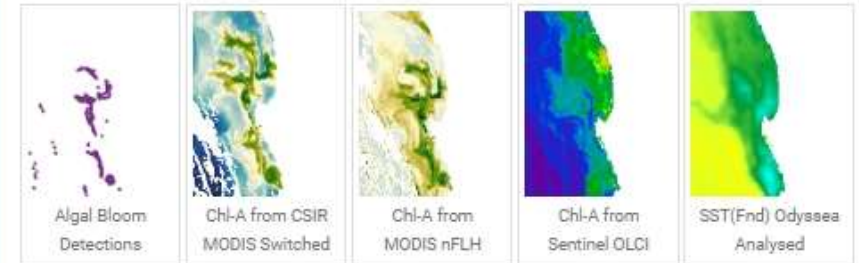 Algal Bloom
Detections
Chl-A from CSIR
MODIS Switched
Chl-A from
MODIS nFLH
Chl-A from
Sentinel OLCI
SST(Fnd) Odyssea
Analysed